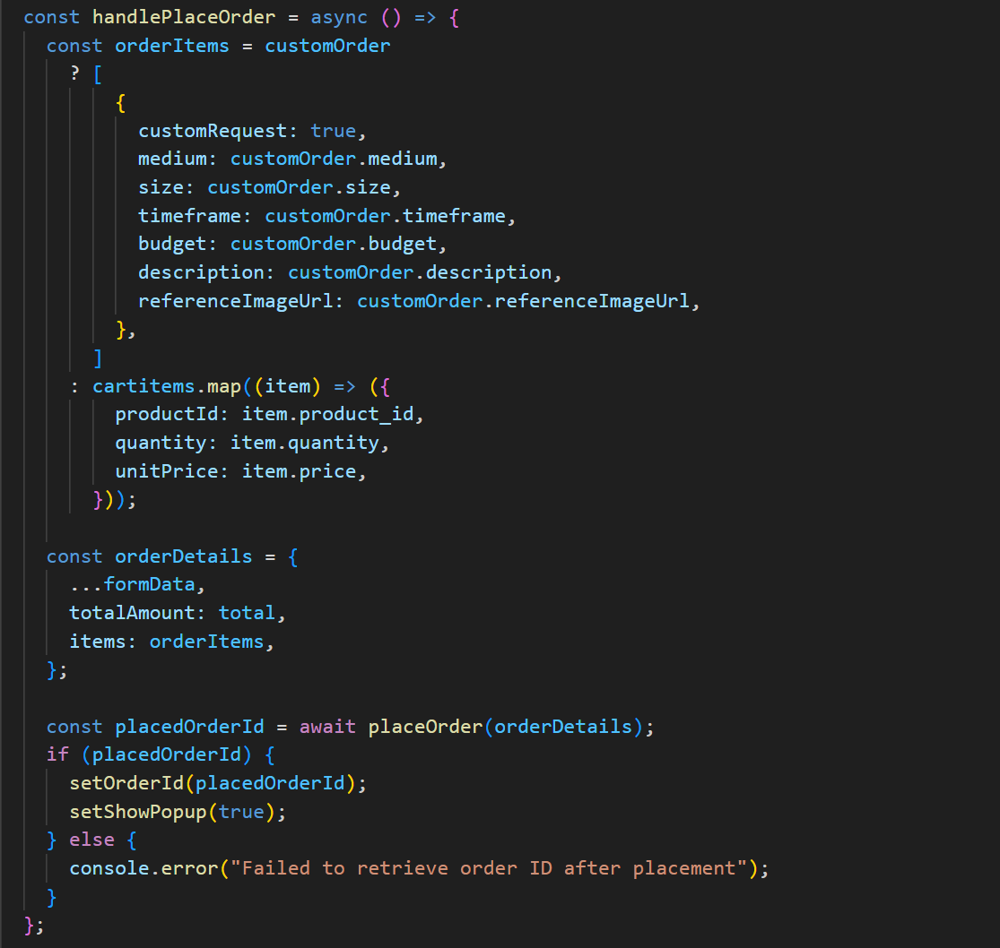 const handlePlaceOrder = async () => {
  const orderItems = customOrder
    ? [
        {
          customRequest: true,
          medium: customOrder.medium,
          size: customOrder.size,
          timeframe: customOrder.timeframe,
          budget: customOrder.budget,
          description: customOrder.description,
          referenceImageUrl: customOrder.referenceImageUrl,
        },
      ]
    : cartitems.map((item) => ({
        productId: item.product_id,
        quantity: item.quantity,
        unitPrice: item.price,
      }));

  const orderDetails = {
    ...formData,
    totalAmount: total,
    items: orderItems,
  };

  const placedOrderId = await placeOrder(orderDetails);
  if (placedOrderId) {
    setOrderId(placedOrderId);
    setShowPopup(true);
  } else {
    console.error("Failed to retrieve order ID after placement");
  }
};